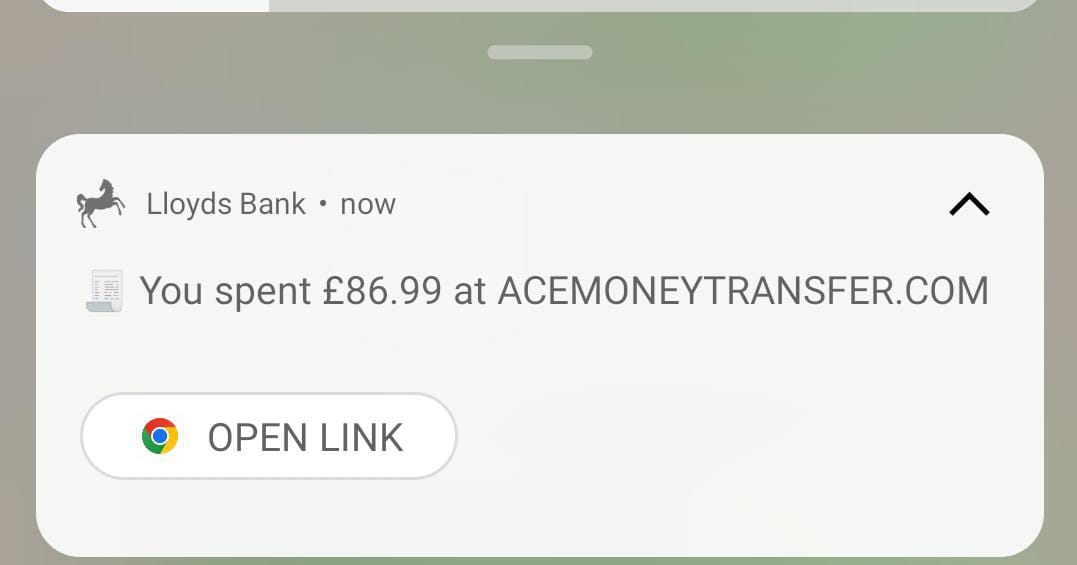 Lloyds Bank • now
You spent £86.99 at ACEMONEYTRANSFER.COM
OPEN LINK